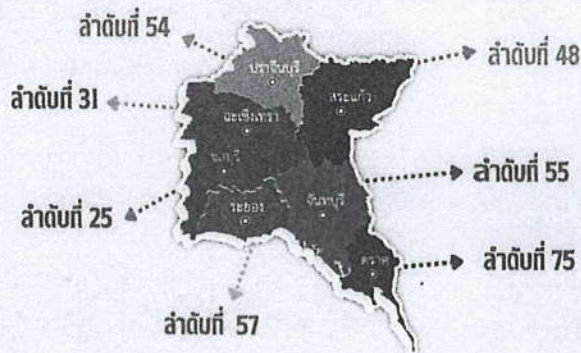 ลำดับที่ 54
ลำดับที่ 48
ปราจีนบุรี
สระแก้ว
ลำดับที่ 31
ฉะเชิงเทรา
ชลบุรี
ลำดับที่ 55
ระยอง
จันทบุรี
ลำดับที่ 25
ตราด
ลำดับที่ 75
ลำดับที่ 57